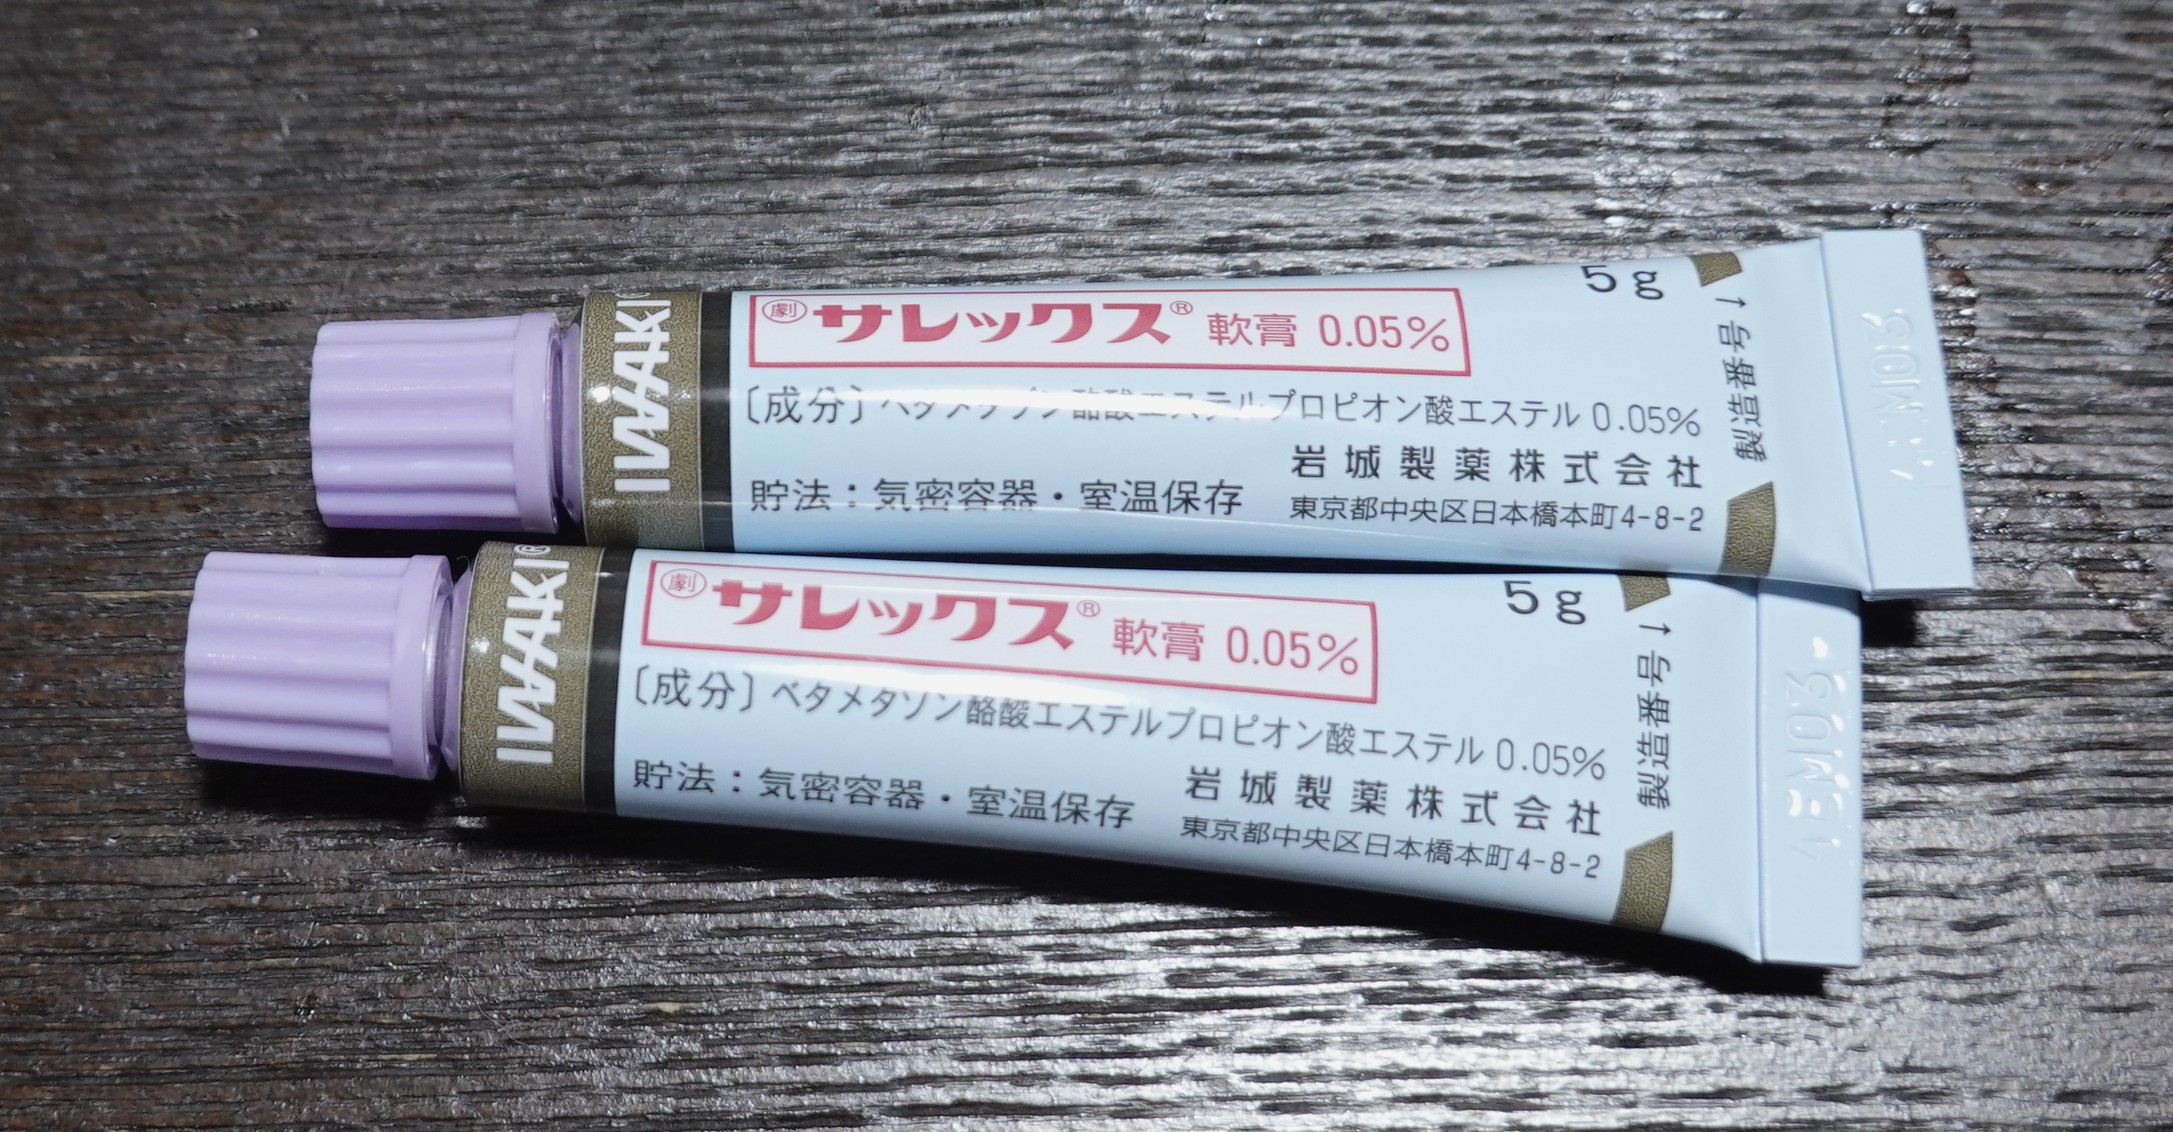 IWAKI
㊙劇 サレックス® 軟膏 0.05%
5g
〔成分〕ベタメタゾン酪酸エステルプロピオン酸エステル 0.05%
岩城製薬株式会社
貯法：気密容器・室温保存
東京都中央区日本橋本町4-8-2
製造番号↓
4EM03
IWAKI®
劇 サレックス® 軟膏 0.05%
5g
〔成分〕ベタメタゾン酪酸エステルプロピオン酸エステル 0.05%
岩城製薬株式会社
貯法：気密容器・室温保存
東京都中央区日本橋本町4-8-2
製造番号↓
4EM03